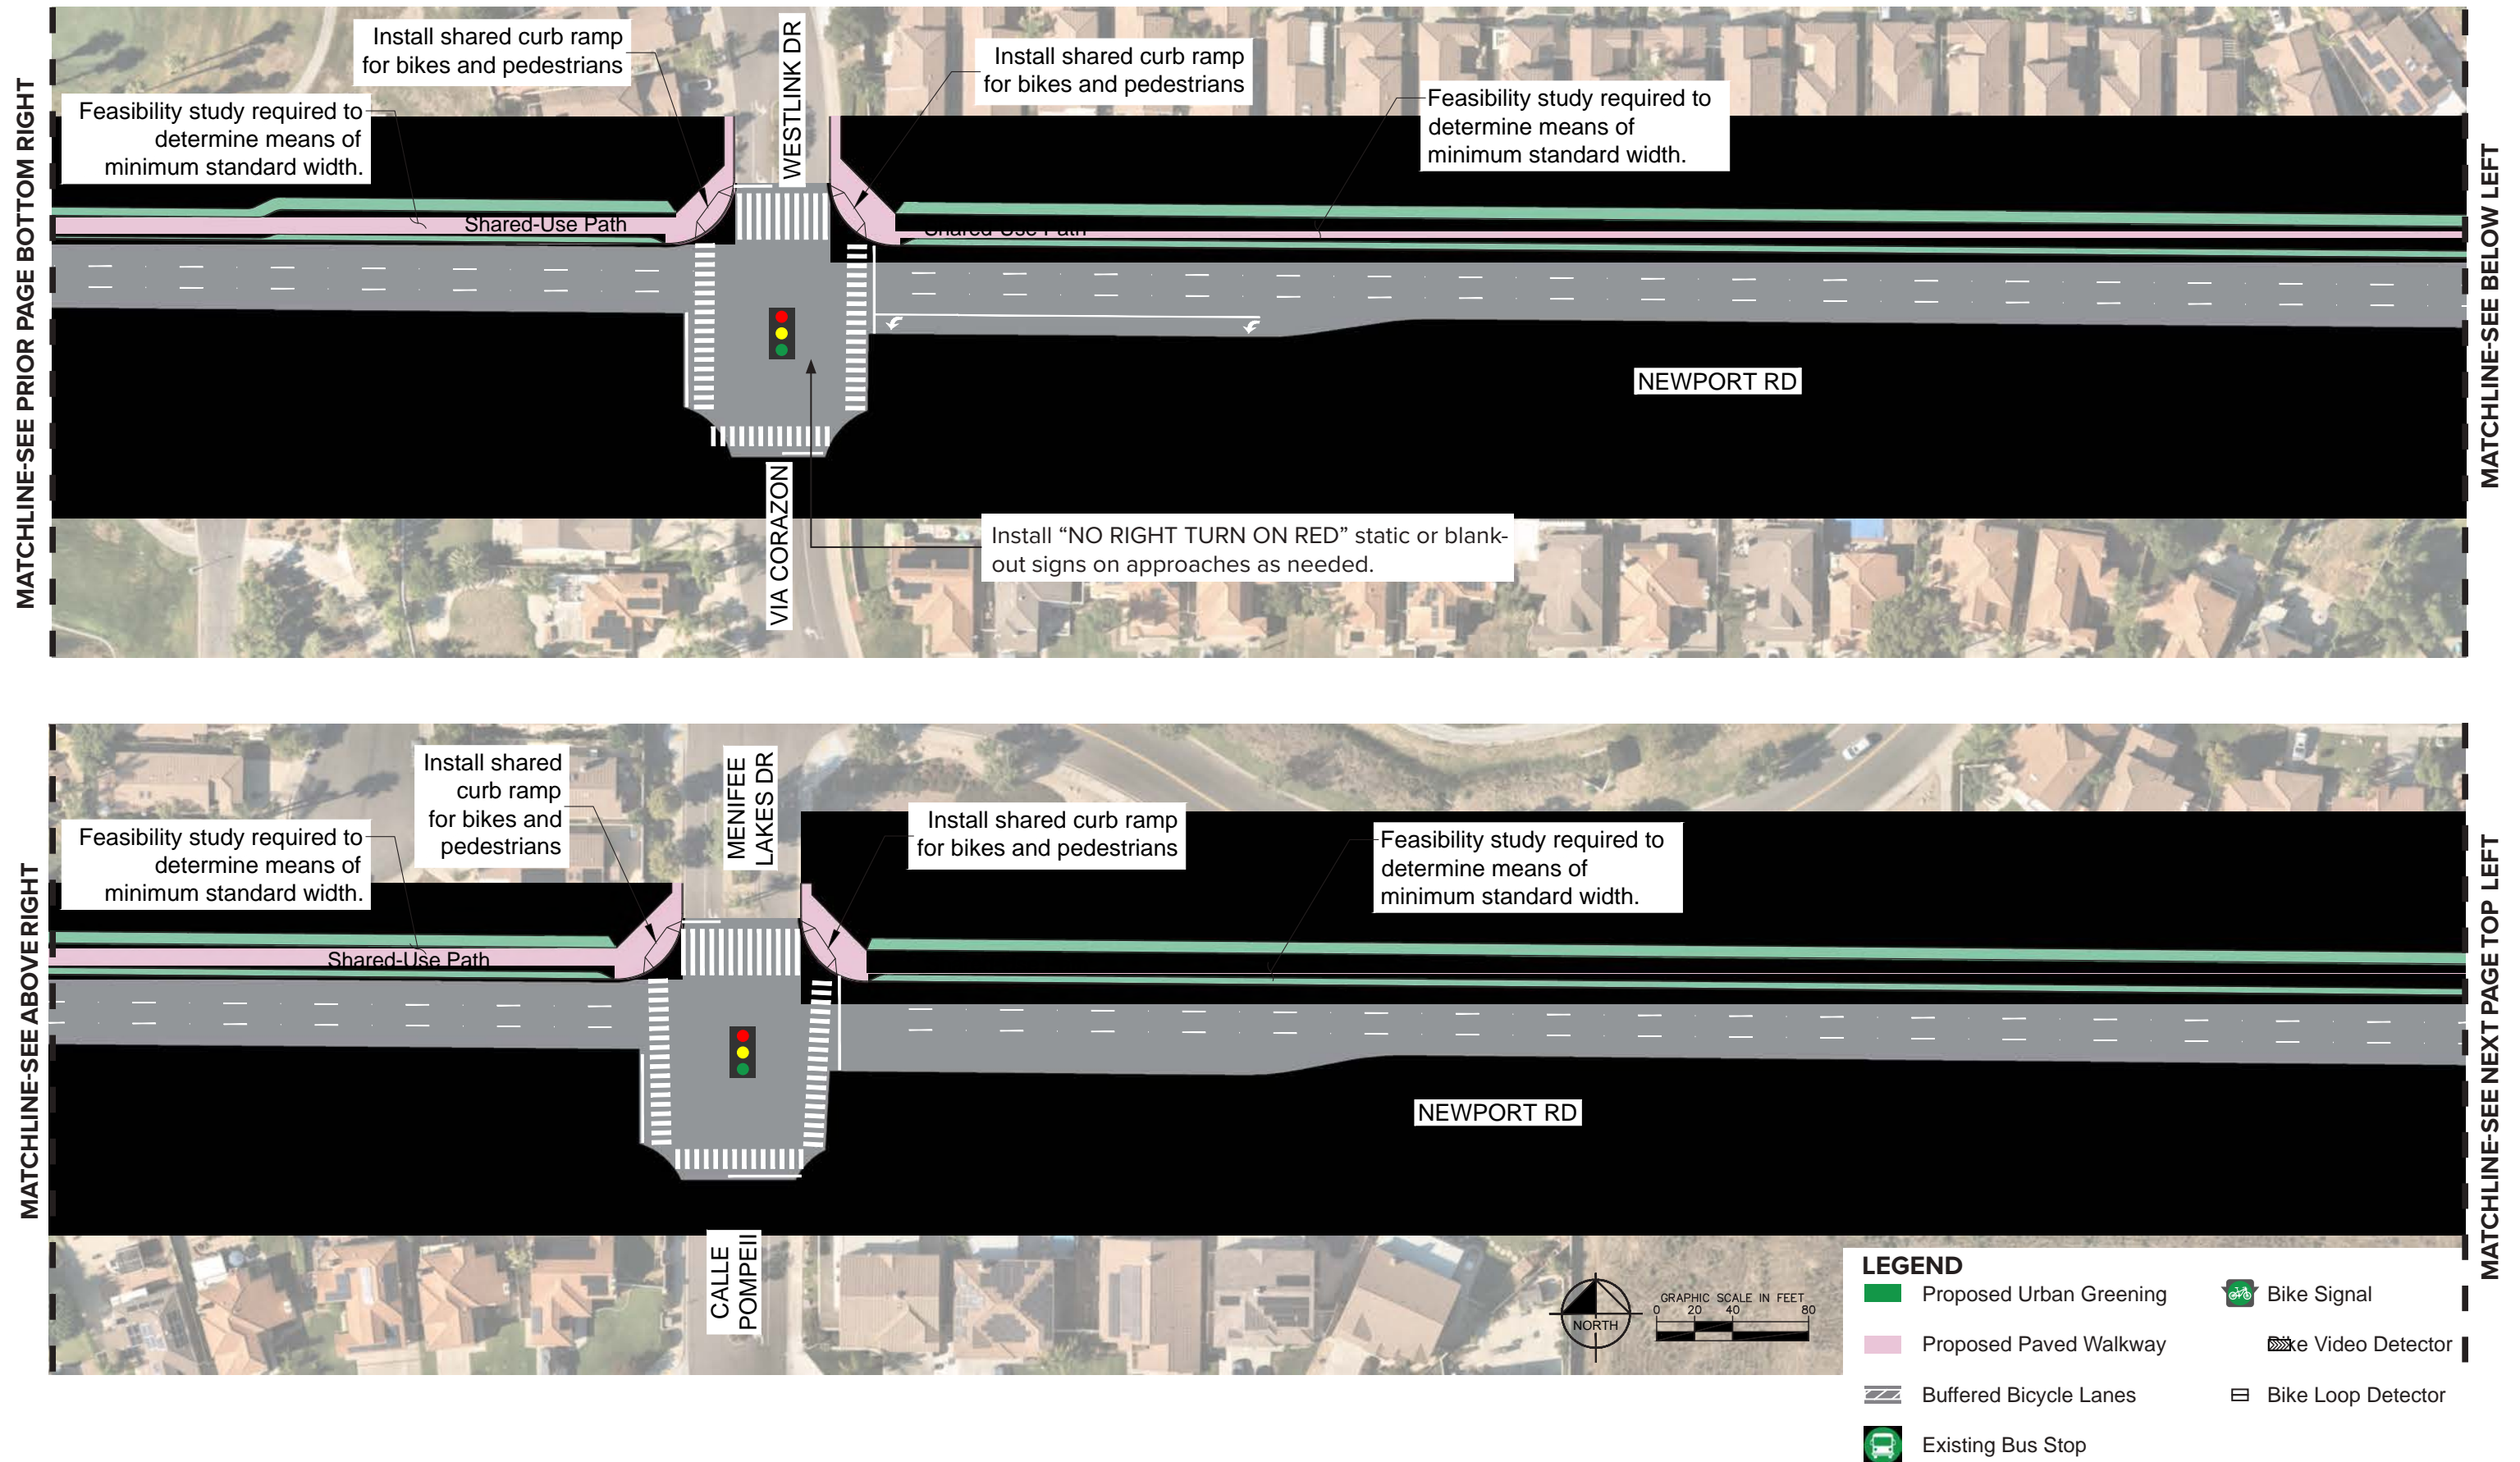 MATCHLINE-SEE PRIOR PAGE BOTTOM RIGHT
Install shared curb ramp
for bikes and pedestrians
WESTLINK DR
Install shared curb ramp
for bikes and pedestrians
Feasibility study required to
determine means of
minimum standard width.
Feasibility study required to
determine means of
minimum standard width.
Shared-Use Path
Shared-Use Path
NEWPORT RD
VIA CORAZON
Install “NO RIGHT TURN ON RED” static or blank-
out signs on approaches as needed.
MATCHLINE-SEE BELOW LEFT
MATCHLINE-SEE ABOVE RIGHT
Install shared
curb ramp
for bikes and
pedestrians
MENIFEE
LAKES DR
Install shared curb ramp
for bikes and pedestrians
Feasibility study required to
determine means of
minimum standard width.
Feasibility study required to
determine means of
minimum standard width.
Shared-Use Path
NEWPORT RD
CALLE
POMPEII
MATCHLINE-SEE NEXT PAGE TOP LEFT
NORTH
GRAPHIC SCALE IN FEET
0 20 40 80
LEGEND
Proposed Urban Greening
Proposed Paved Walkway
Buffered Bicycle Lanes
Existing Bus Stop
Bike Signal
Bike Video Detector
Bike Loop Detector